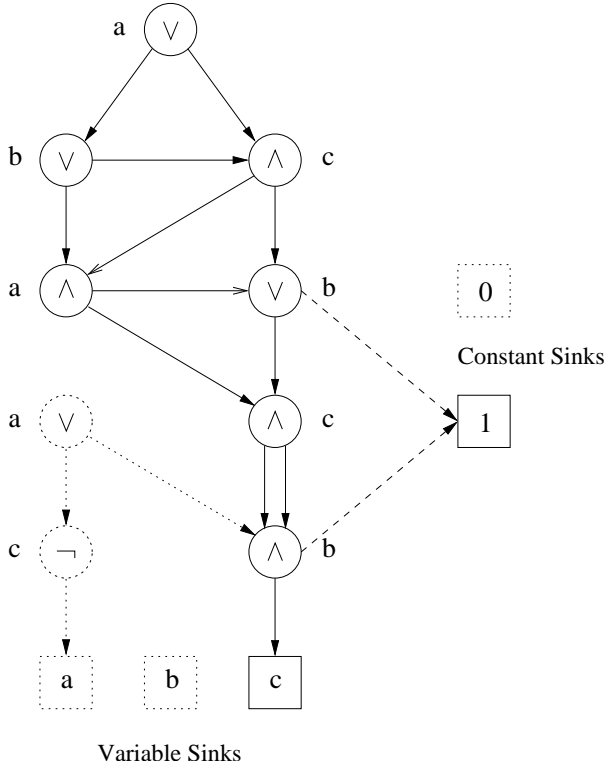 a ∨
b ∨ ∧ c
a ∧ ∨ b
0
Constant Sinks
a ∨ ∧ c
1
c ¬ ∧ b
a b c
Variable Sinks